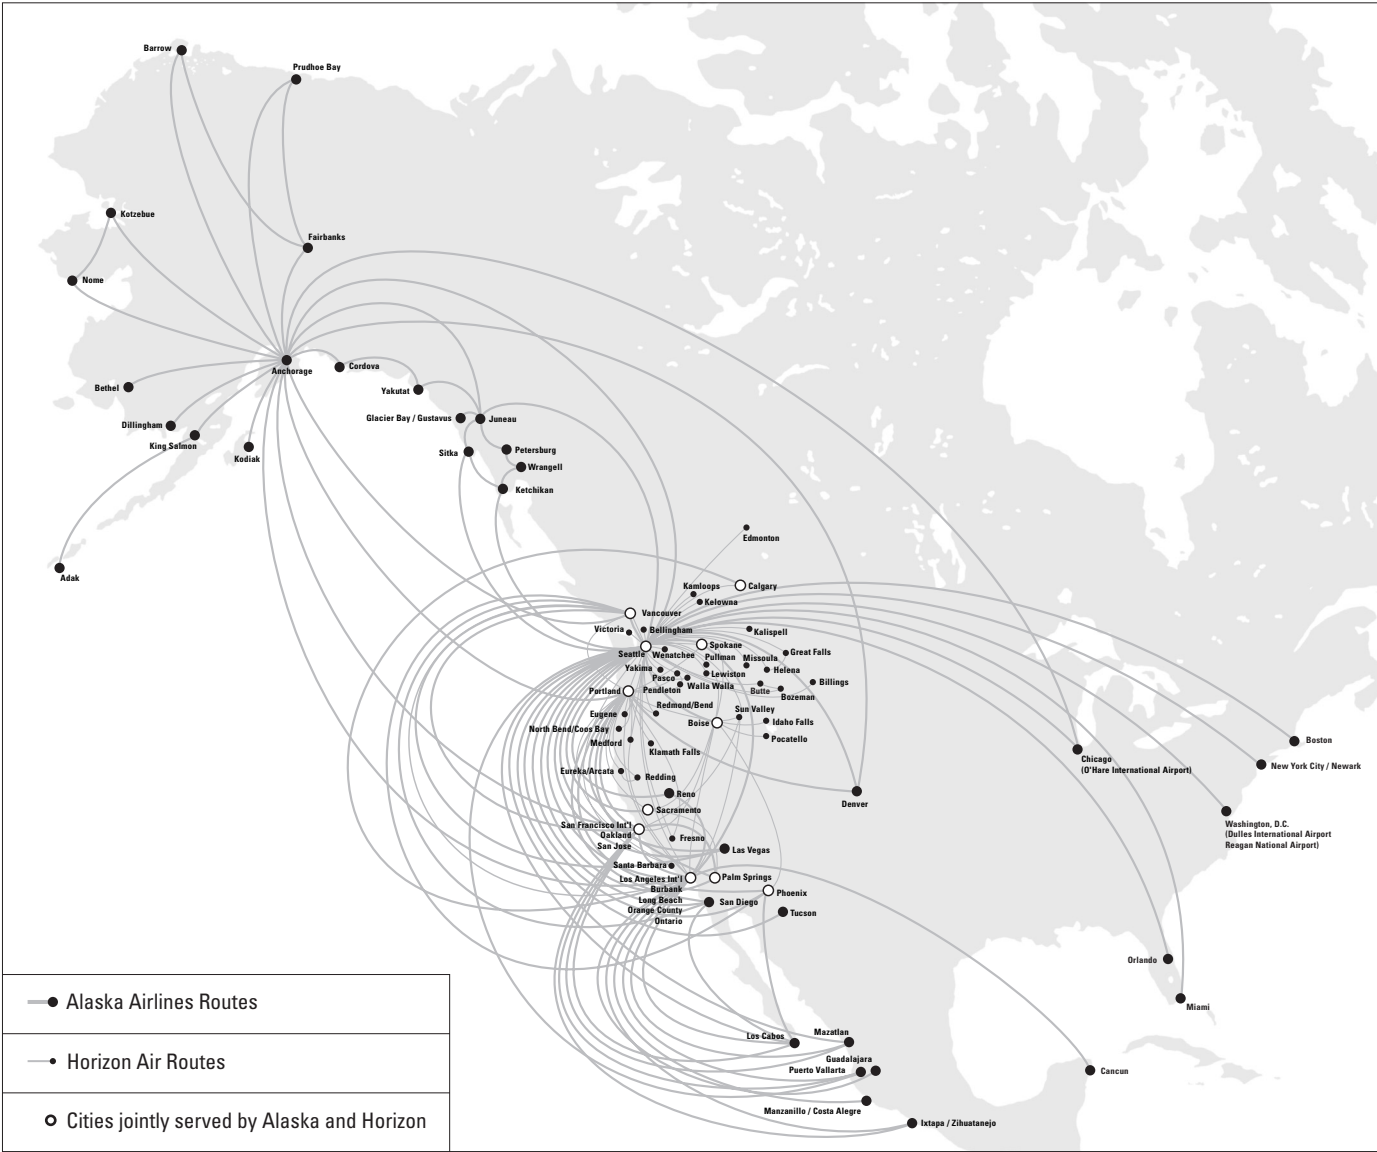 Barrow
Prudhoe Bay
Kotzebue
Fairbanks
Nome
Anchorage
Cordova
Bethel
Yakutat
Glacier Bay / Gustavus
Juneau
Dillingham
King Salmon
Kodiak
Sitka
Petersburg
Wrangell
Ketchikan
Edmonton
Adak
Kamloops
Calgary
Kelowna
Vancouver
Victoria
Bellingham
Kalispell
Spokane
Seattle
Wenatchee
Pullman
Missoula
Great Falls
Yakima
Lewiston
Helena
Pasco
Walla Walla
Billings
Portland
Pendleton
Butte
Bozeman
Redmond/Bend
Sun Valley
Eugene
Boise
Idaho Falls
North Bend/Coos Bay
Pocatello
Medford
Klamath Falls
Boston
Chicago
(O'Hare International Airport)
New York City / Newark
Eureka/Arcata
Redding
Reno
Denver
Sacramento
Washington, D.C.
(Dulles International Airport
Reagan National Airport)
San Francisco Int'l
Oakland
San Jose
Fresno
Las Vegas
Santa Barbara
Los Angeles Int'l
Burbank
Long Beach
Orange County
Ontario
Palm Springs
Phoenix
San Diego
Tucson
Orlando
Miami
Los Cabos
Mazatlan
Guadalajara
Puerto Vallarta
Cancun
Manzanillo / Costa Alegre
Ixtapa / Zihuatanejo
Alaska Airlines Routes
Horizon Air Routes
Cities jointly served by Alaska and Horizon